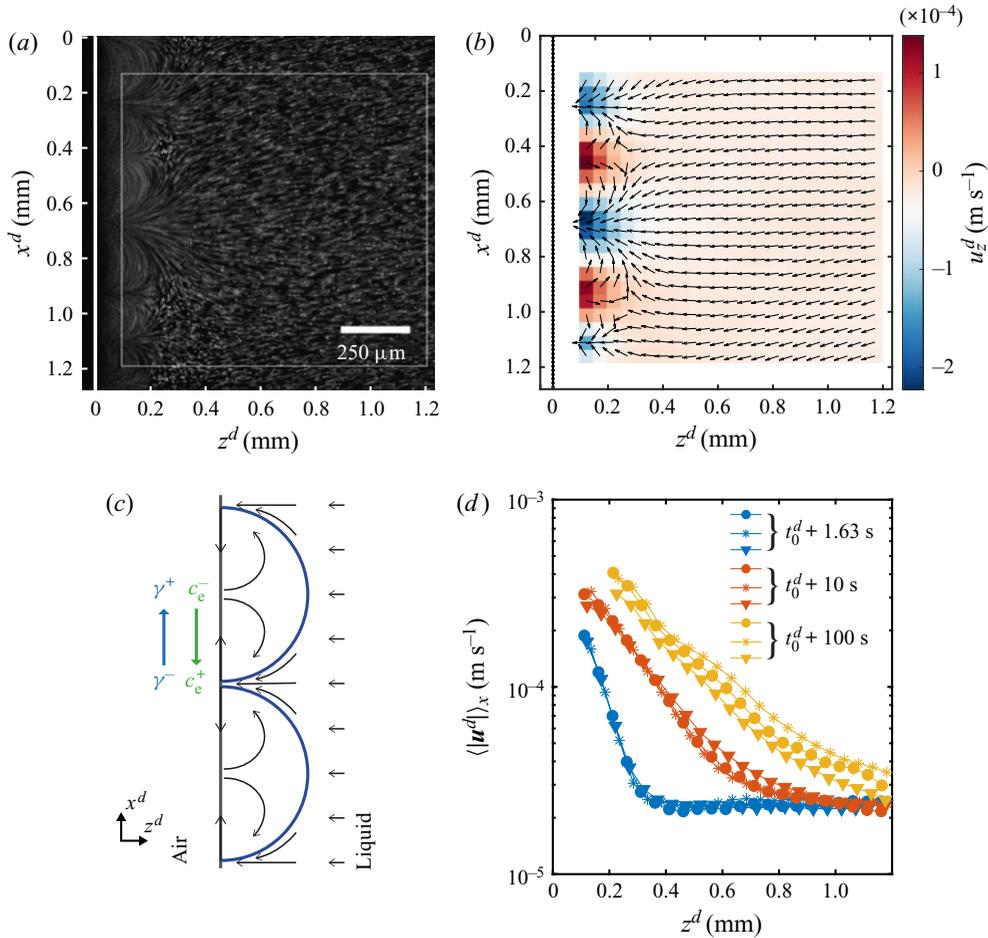 (a)
0
0.2
0.4
0.6
0.8
1.0
1.2
x^d (mm)
0 0.2 0.4 0.6 0.8 1.0 1.2
z^d (mm)
250 μm
(b)
0
0.2
0.4
0.6
0.8
1.0
1.2
x^d (mm)
0 0.2 0.4 0.6 0.8 1.0 1.2
z^d (mm)
(×10⁻⁴)
1
0
−1
−2
u_z^d (m s⁻¹)
(c)
γ⁺ c_e⁻
γ⁻ c_e⁺
x^d
z^d
Air
Liquid
(d)
10⁻³
10⁻⁴
10⁻⁵
⟨|u^d|⟩_x (m s⁻¹)
} t_0^d + 1.63 s
} t_0^d + 10 s
} t_0^d + 100 s
0 0.2 0.4 0.6 0.8 1.0
z^d (mm)